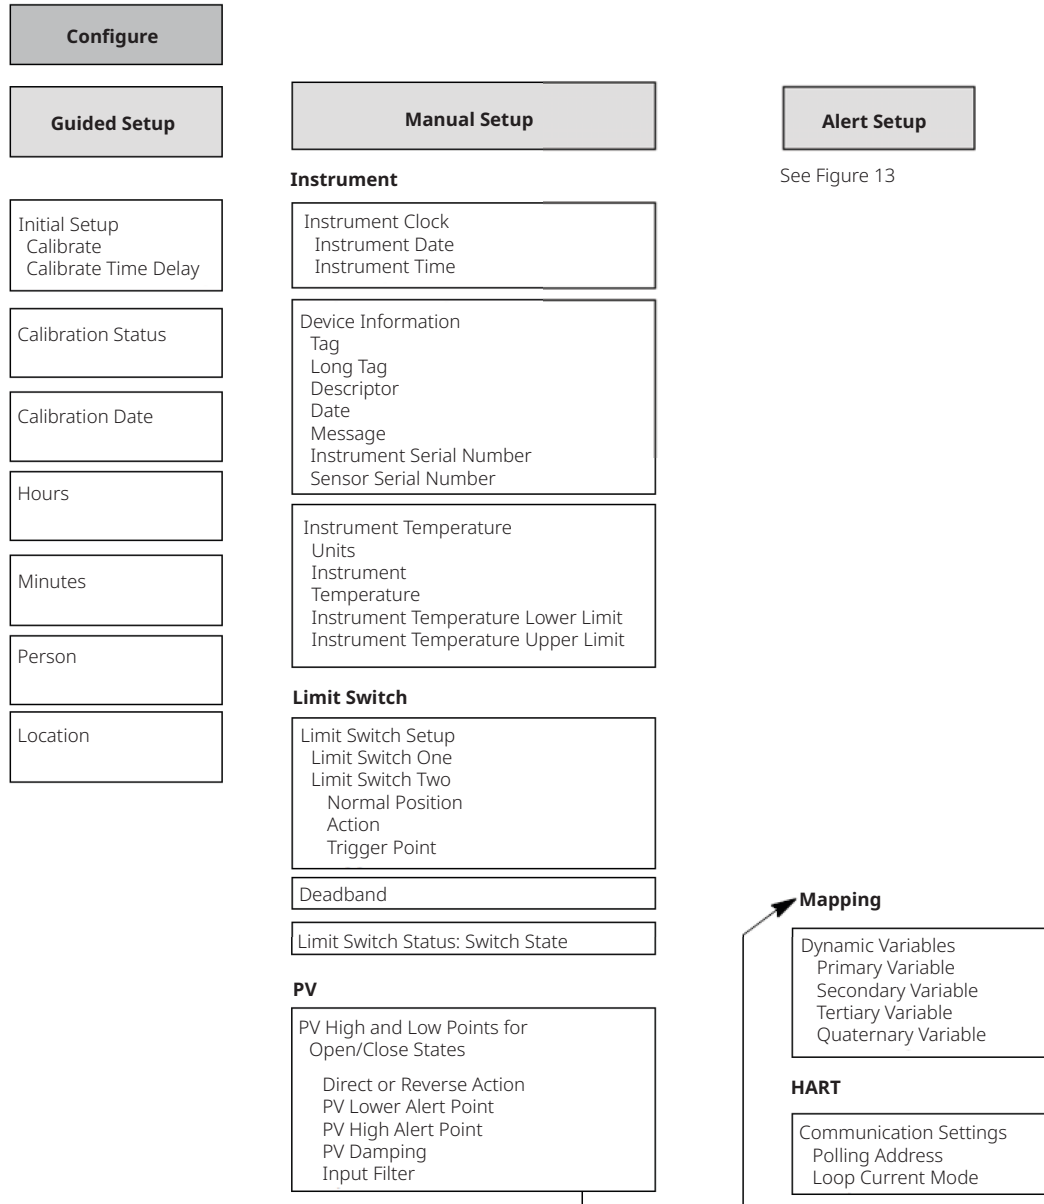 Configure
Guided Setup
Initial Setup
Calibrate
Calibrate Time Delay
Calibration Status
Calibration Date
Hours
Minutes
Person
Location
Manual Setup
Instrument
Instrument Clock
Instrument Date
Instrument Time
Device Information
Tag
Long Tag
Descriptor
Date
Message
Instrument Serial Number
Sensor Serial Number
Instrument Temperature
Units
Instrument
Temperature
Instrument Temperature Lower Limit
Instrument Temperature Upper Limit
Limit Switch
Limit Switch Setup
Limit Switch One
Limit Switch Two
Normal Position
Action
Trigger Point
Deadband
Limit Switch Status: Switch State
PV
PV High and Low Points for
Open/Close States
Direct or Reverse Action
PV Lower Alert Point
PV High Alert Point
PV Damping
Input Filter
Alert Setup
See Figure 13
Mapping
Dynamic Variables
Primary Variable
Secondary Variable
Tertiary Variable
Quaternary Variable
HART
Communication Settings
Polling Address
Loop Current Mode